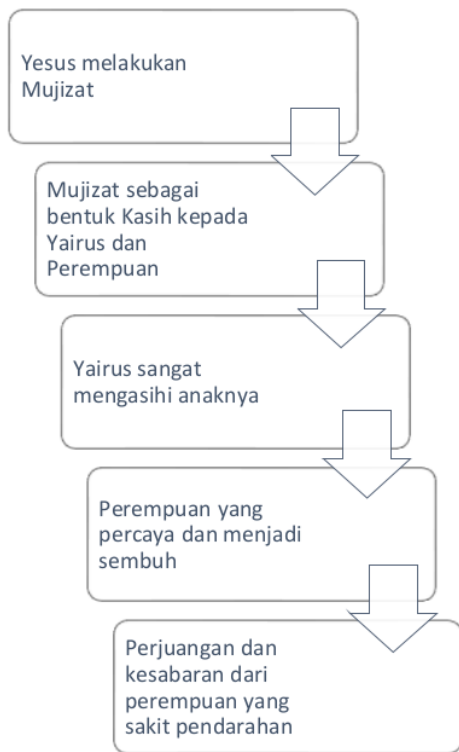 Yesus melakukan
Mujizat
Mujizat sebagai
bentuk Kasih kepada
Yairus dan
Perempuan
Yairus sangat
mengasihi anaknya
Perempuan yang
percaya dan menjadi
sembuh
Perjuangan dan
kesabaran dari
perempuan yang
sakit pendarahan